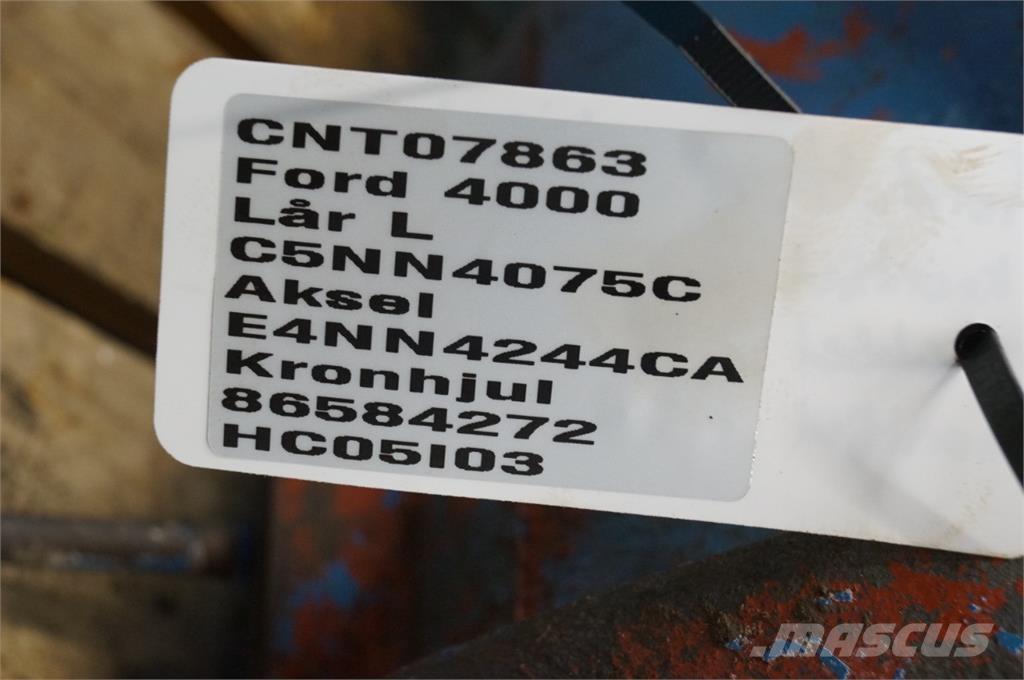 CNT07863
Ford 4000
Lår L
C5NN4075C
Aksel
E4NN4244CA
Kronhjul
86584272
HC05I03
MASCUS